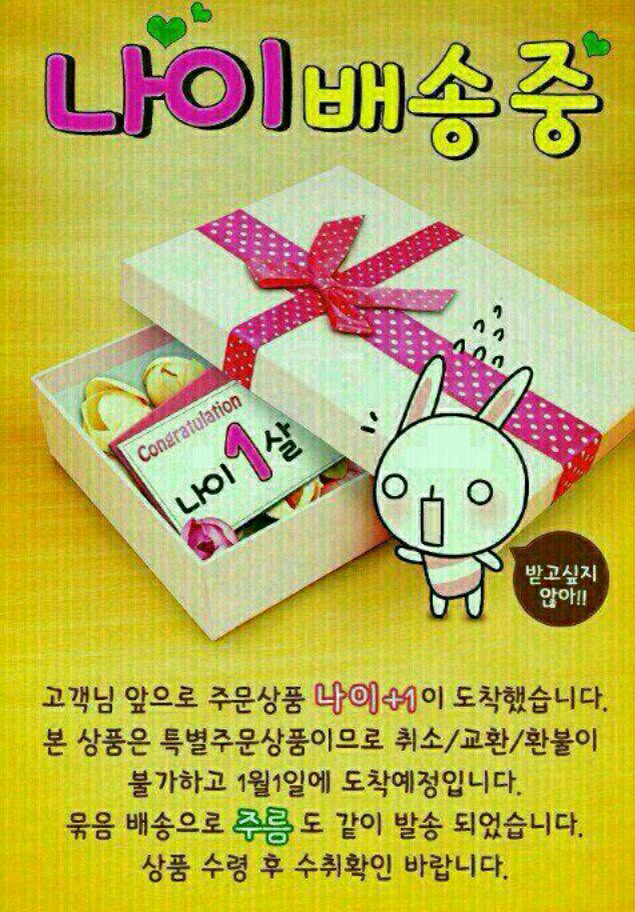 나이배송중
Congratulation
나이 1살
받고싶지
않아!!
고객님 앞으로 주문상품 나이+1이 도착했습니다.
본 상품은 특별주문상품이므로 취소/교환/환불이
불가하고 1월1일에 도착예정입니다.
묶음 배송으로 주름도 같이 발송 되었습니다.
상품 수령 후 수취확인 바랍니다.